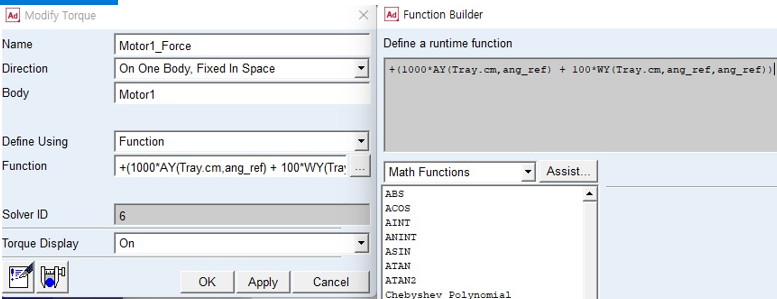 Ad Modify Torque
Name Motor1_Force
Direction On One Body, Fixed In Space
Body Motor1
Define Using Function
Function +(1000*AY(Tray.cm,ang_ref) + 100*WY(Tray ...
Solver ID 6
Torque Display On
OK Apply Cancel
Ad Function Builder
Define a runtime function
+(1000*AY(Tray.cm,ang_ref) + 100*WY(Tray.cm,ang_ref,ang_ref))
Math Functions Assist...
ABS
ACOS
AINT
ANINT
ASIN
ATAN
ATAN2
Chebyshev Polynomial